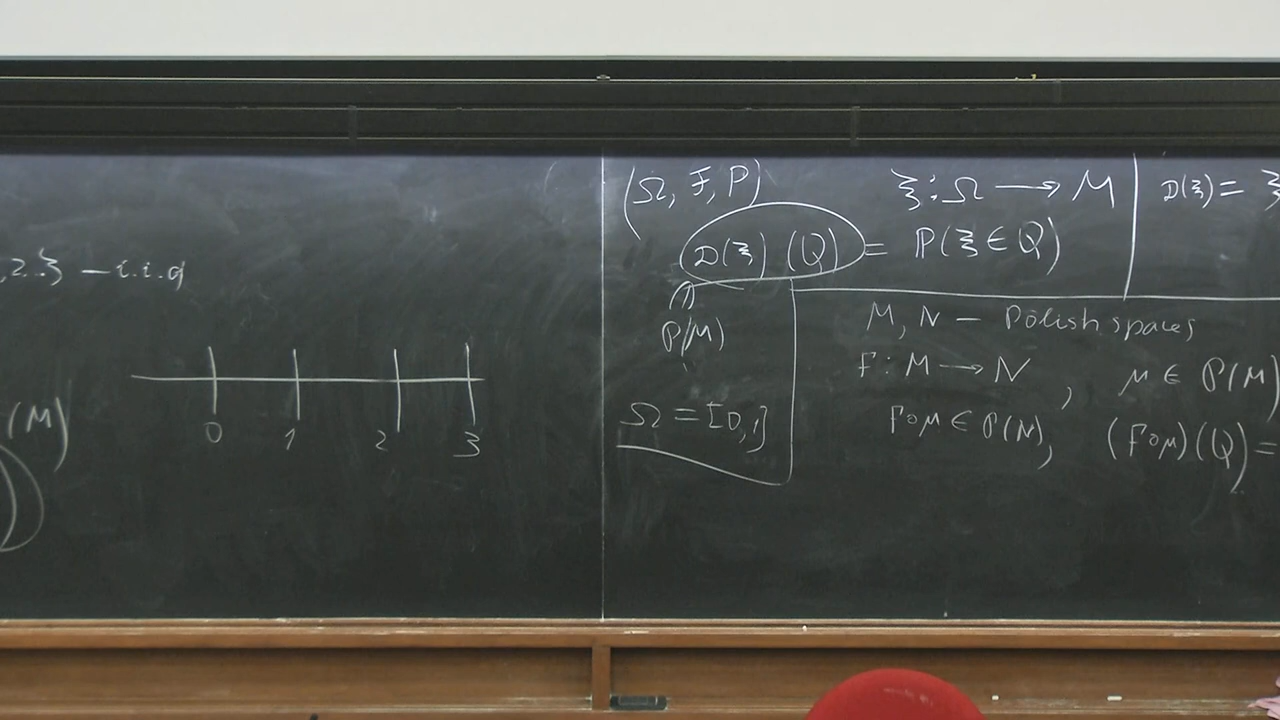 ,2..} – i.i.d
(M)
0 1 2 3
(Ω, F, P)
ξ : Ω → M
D(ξ) =
D(ξ) (Q) = P(ξ ∈ Q)
P(M)
Ω = [0,1]
M, N – Polish spaces
F : M → N , μ ∈ P(M)
F∘μ ∈ P(N), (F∘μ)(Q) =